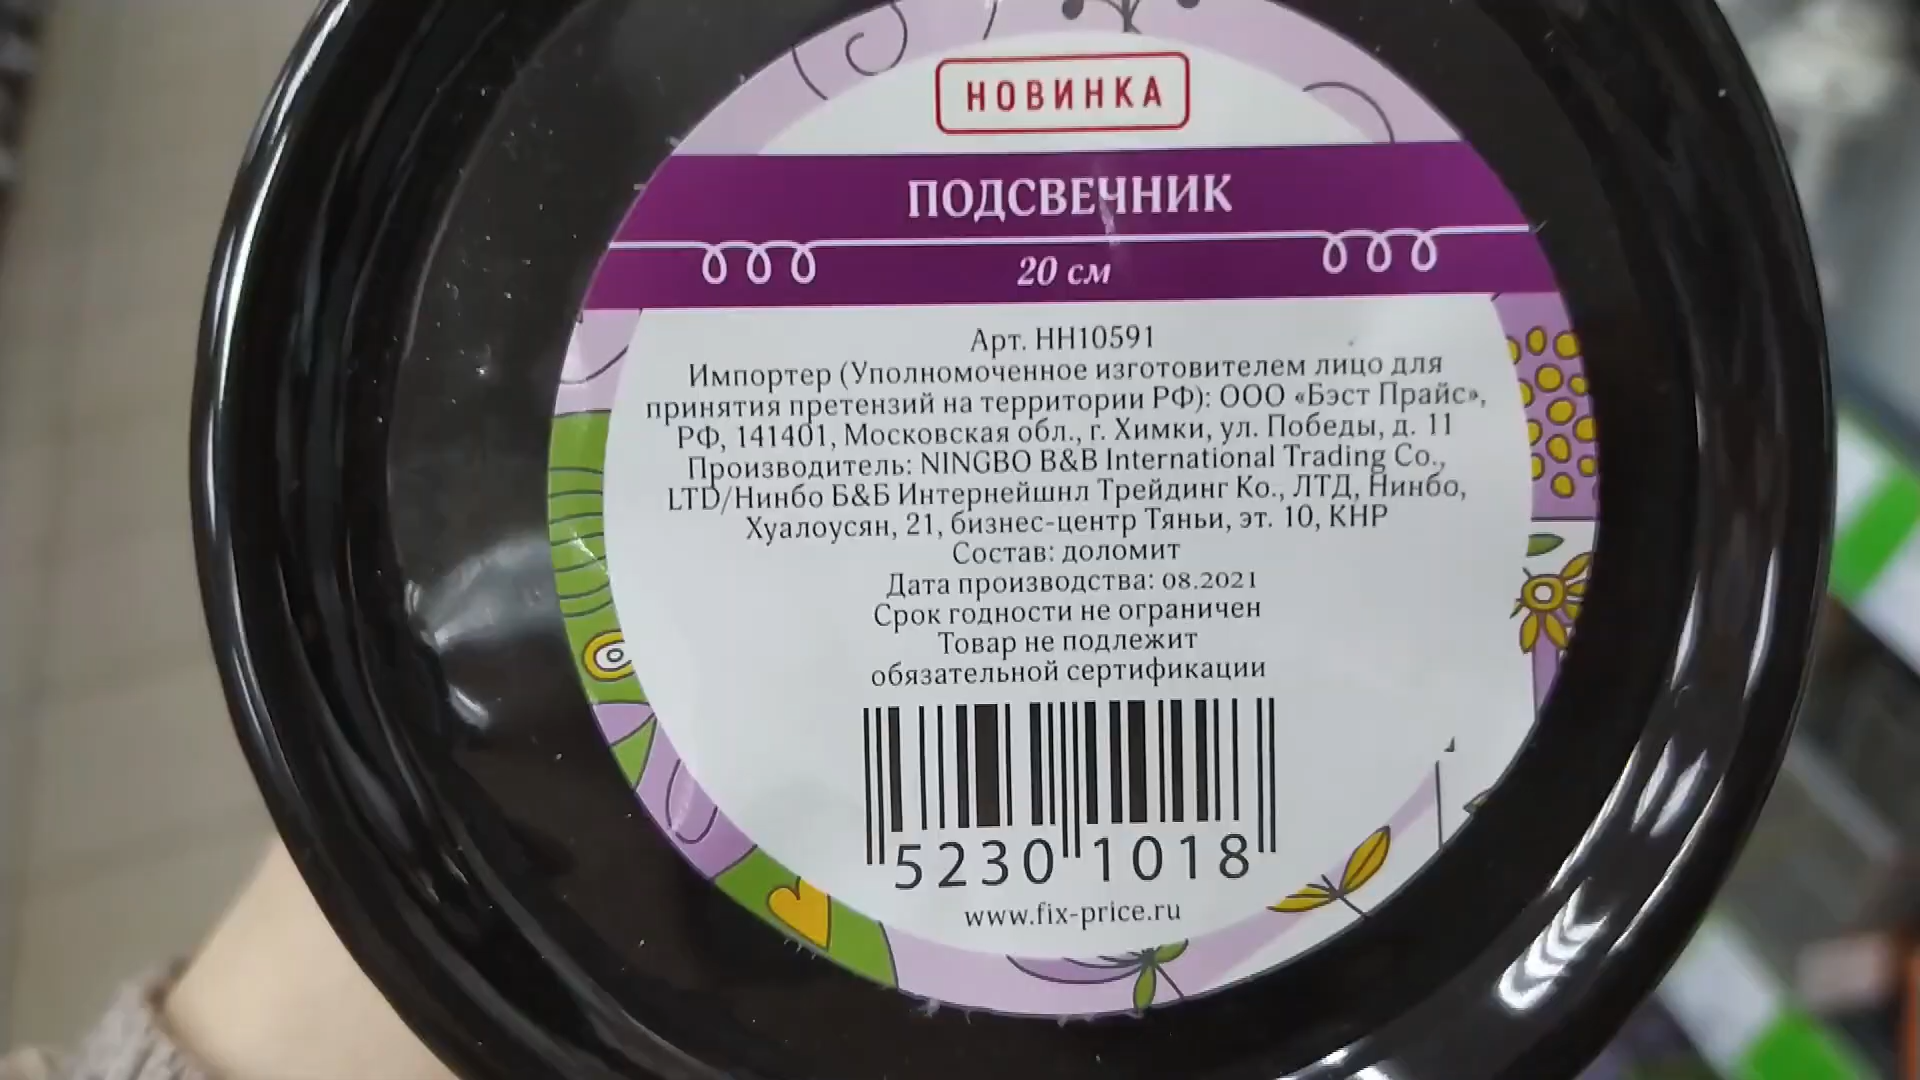 НОВИНКА
ПОДСВЕЧНИК
20 см
Арт. НН10591
Импортер (Уполномоченное изготовителем лицо для
принятия претензий на территории РФ): ООО «Бэст Прайс»,
РФ, 141401, Московская обл., г. Химки, ул. Победы, д. 11
Производитель: NINGBO B&B International Trading Co.,
LTD/Нинбо Б&Б Интернейшнл Трейдинг Ко., ЛТД, Нинбо,
Хуалоусян, 21, бизнес-центр Тяньи, эт. 10, КНР
Состав: доломит
Дата производства: 08.2021
Срок годности не ограничен
Товар не подлежит
обязательной сертификации
5230 1018
www.fix-price.ru